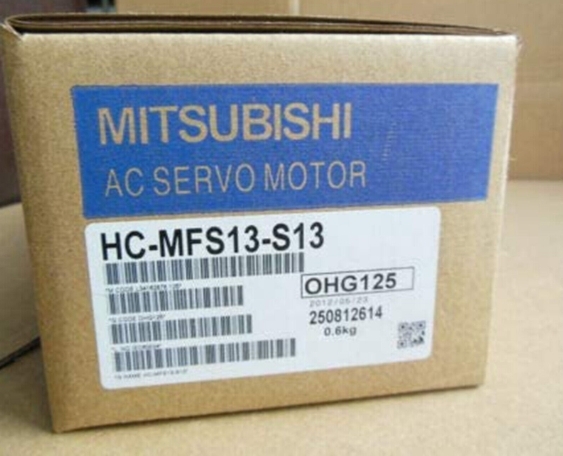 MITSUBISHI
AC SERVO MOTOR
HC-MFS13-S13
OHG125
2012/05/23
250812614
0.6kg